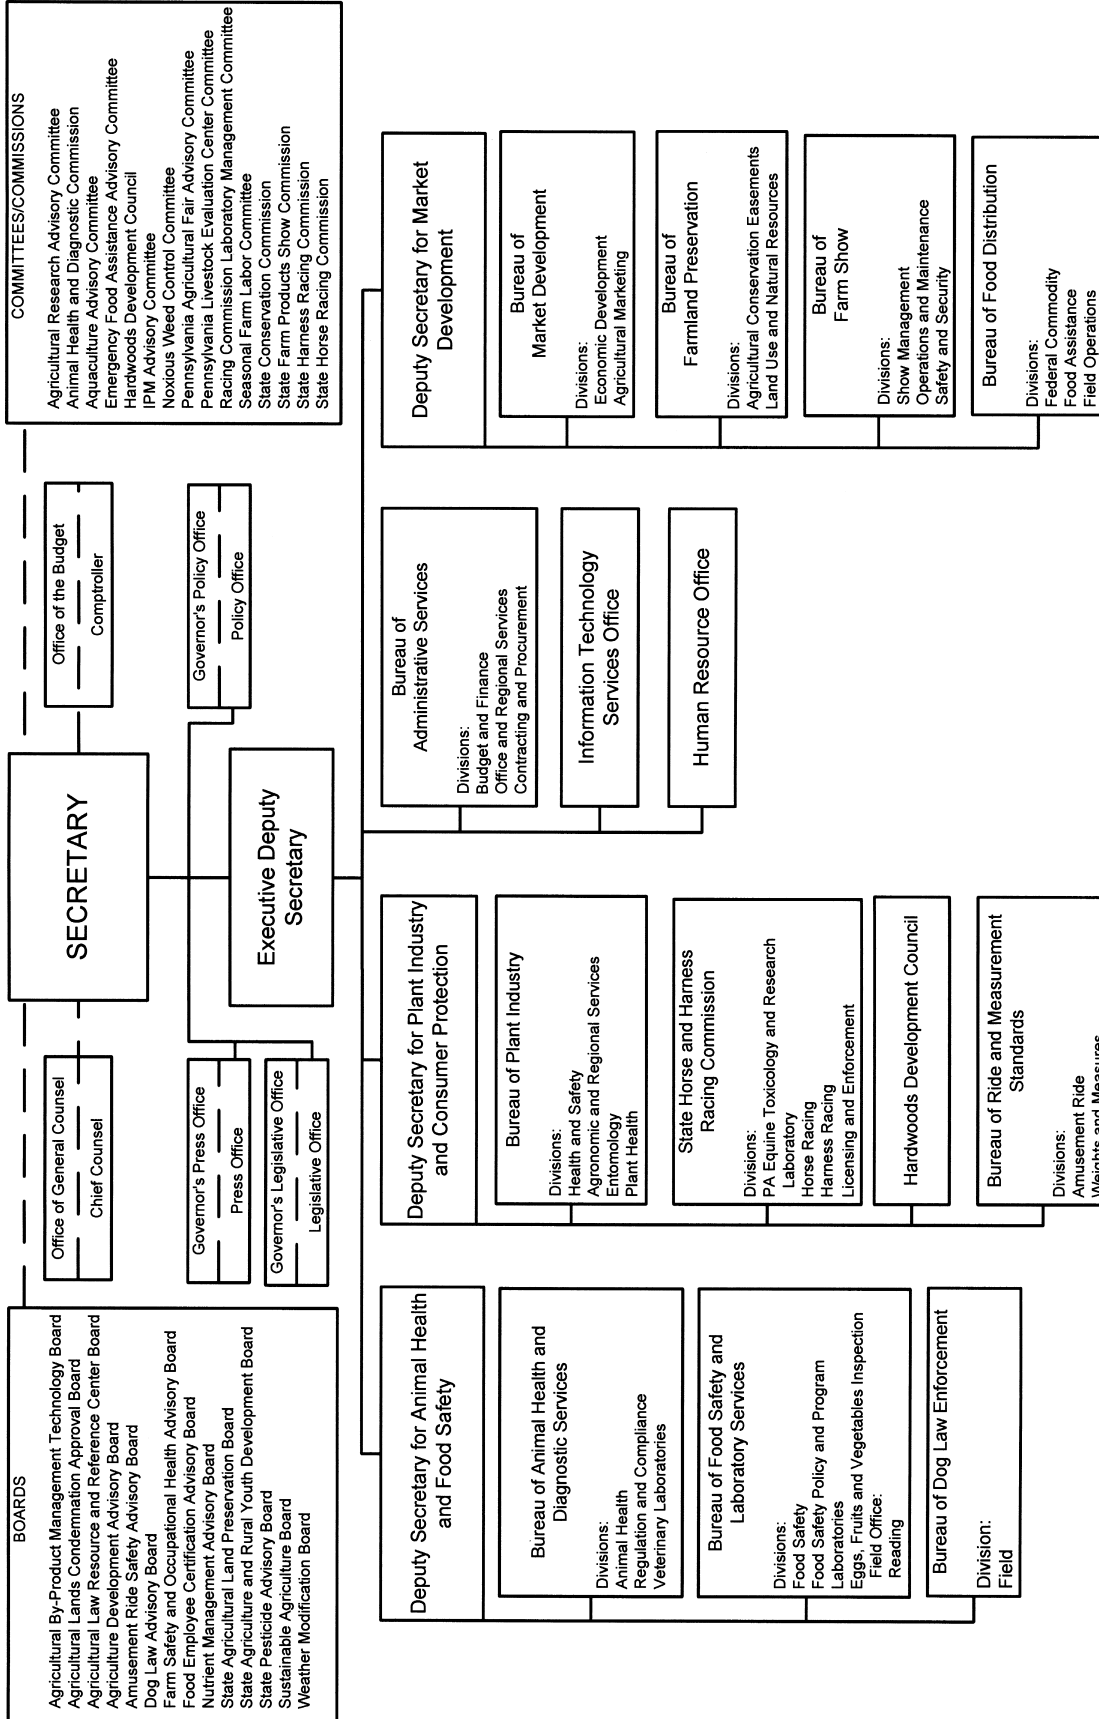 BOARDS
Agricultural By-Product Management Technology Board
Agricultural Lands Condemnation Approval Board
Agricultural Law Resource and Reference Center Board
Agriculture Development Advisory Board
Amusement Ride Safety Advisory Board
Dog Law Advisory Board
Farm Safety and Occupational Health Advisory Board
Food Employee Certification Advisory Board
Nutrient Management Advisory Board
State Agricultural Land Preservation Board
State Agriculture and Rural Youth Development Board
State Pesticide Advisory Board
Sustainable Agriculture Board
Weather Modification Board
Office of General Counsel
Chief Counsel
SECRETARY
Office of the Budget
Comptroller
COMMITTEES/COMMISSIONS
Agricultural Research Advisory Committee
Animal Health and Diagnostic Commission
Aquaculture Advisory Committee
Emergency Food Assistance Advisory Committee
Hardwoods Development Council
IPM Advisory Committee
Noxious Weed Control Committee
Pennsylvania Agricultural Fair Advisory Committee
Pennsylvania Livestock Evaluation Center Committee
Racing Commission Laboratory Management Committee
Seasonal Farm Labor Committee
State Conservation Commission
State Farm Products Show Commission
State Harness Racing Commission
State Horse Racing Commission
Governor's Press Office
Press Office
Governor's Legislative Office
Legislative Office
Governor's Policy Office
Policy Office
Executive Deputy
Secretary
Deputy Secretary for Animal Health
and Food Safety
Bureau of Animal Health and
Diagnostic Services
Divisions:
Animal Health
Regulation and Compliance
Veterinary Laboratories
Bureau of Food Safety and
Laboratory Services
Divisions:
Food Safety
Food Safety Policy and Program
Laboratories
Eggs, Fruits and Vegetables Inspection
Field Office:
Reading
Bureau of Dog Law Enforcement
Division:
Field
Deputy Secretary for Plant Industry
and Consumer Protection
Bureau of Plant Industry
Divisions:
Health and Safety
Agronomic and Regional Services
Entomology
Plant Health
State Horse and Harness
Racing Commission
Divisions:
PA Equine Toxicology and Research
Laboratory
Horse Racing
Harness Racing
Licensing and Enforcement
Hardwoods Development Council
Bureau of Ride and Measurement
Standards
Divisions:
Amusement Ride
Weights and Measures
Bureau of
Administrative Services
Divisions:
Budget and Finance
Office and Regional Services
Contracting and Procurement
Information Technology
Services Office
Human Resource Office
Deputy Secretary for Market
Development
Bureau of
Market Development
Divisions:
Economic Development
Agricultural Marketing
Bureau of
Farmland Preservation
Divisions:
Agricultural Conservation Easements
Land Use and Natural Resources
Bureau of
Farm Show
Divisions:
Show Management
Operations and Maintenance
Safety and Security
Bureau of Food Distribution
Divisions:
Federal Commodity
Food Assistance
Field Operations